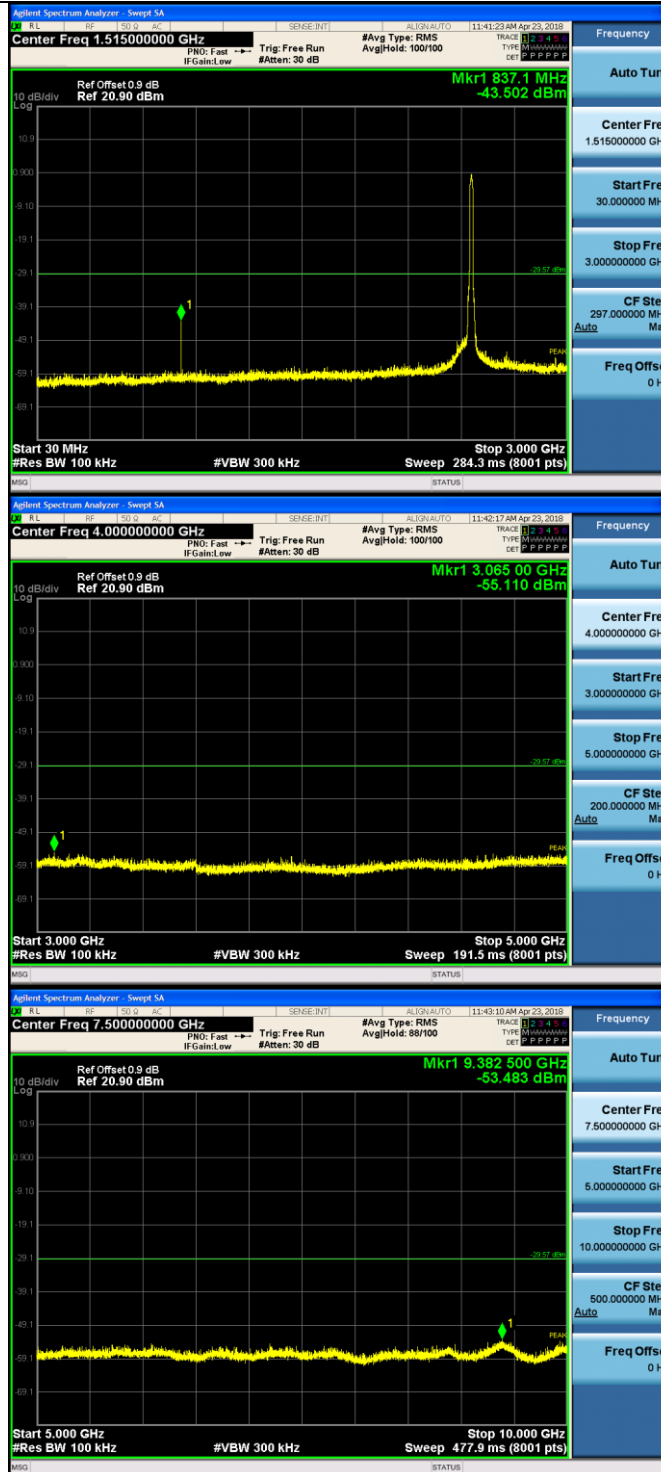 Agilent Spectrum Analyzer - Swept SA
RL RF 50 Ω AC SENSE:INT ALIGNAUTO 11:41:23 AM Apr 23, 2018
Center Freq 1.515000000 GHz
PNO: Fast
IFGain:Low
Trig: Free Run
#Atten: 30 dB
#Avg Type: RMS
Avg|Hold: 100/100
TRACE 1 2 3 4 5 6
TYPE M W W W W W
DET P P P P P P
Frequency
Ref Offset 0.9 dB
Ref 20.90 dBm
10 dB/div
Log
Mkr1 837.1 MHz
-43.502 dBm
Auto Tun
10.9
0.900
-9.10
-19.1
-29.1
-39.1
-49.1
-59.1
-69.1
-29.57 dBm
1
PEAK
Center Fre
1.515000000 GH
Start Fre
30.000000 MH
Stop Fre
3.000000000 GH
CF Ste
297.000000 MH
Auto Ma
Freq Offse
0 H
Start 30 MHz
Stop 3.000 GHz
#Res BW 100 kHz #VBW 300 kHz Sweep 284.3 ms (8001 pts)
MSG STATUS
Agilent Spectrum Analyzer - Swept SA
RL RF 50 Ω AC SENSE:INT ALIGNAUTO 11:42:17 AM Apr 23, 2018
Center Freq 4.000000000 GHz
PNO: Fast
IFGain:Low
Trig: Free Run
#Atten: 30 dB
#Avg Type: RMS
Avg|Hold: 100/100
TRACE 1 2 3 4 5 6
TYPE M W W W W W
DET P P P P P P
Frequency
Ref Offset 0.9 dB
Ref 20.90 dBm
10 dB/div
Log
Mkr1 3.065 00 GHz
-55.110 dBm
Auto Tun
10.9
0.900
-9.10
-19.1
-29.1
-39.1
-49.1
-59.1
-69.1
-29.57 dBm
1
PEAK
Center Fre
4.000000000 GH
Start Fre
3.000000000 GH
Stop Fre
5.000000000 GH
CF Ste
200.000000 MH
Auto Ma
Freq Offse
0 H
Start 3.000 GHz
Stop 5.000 GHz
#Res BW 100 kHz #VBW 300 kHz Sweep 191.5 ms (8001 pts)
MSG STATUS
Agilent Spectrum Analyzer - Swept SA
RL RF 50 Ω AC SENSE:INT ALIGNAUTO 11:43:10 AM Apr 23, 2018
Center Freq 7.500000000 GHz
PNO: Fast
IFGain:Low
Trig: Free Run
#Atten: 30 dB
#Avg Type: RMS
Avg|Hold: 88/100
TRACE 1 2 3 4 5 6
TYPE M W W W W W
DET P P P P P P
Frequency
Ref Offset 0.9 dB
Ref 20.90 dBm
10 dB/div
Log
Mkr1 9.382 500 GHz
-53.483 dBm
Auto Tun
10.9
0.900
-9.10
-19.1
-29.1
-39.1
-49.1
-59.1
-69.1
-29.57 dBm
1
PEAK
Center Fre
7.500000000 GH
Start Fre
5.000000000 GH
Stop Fre
10.000000000 GH
CF Ste
500.000000 MH
Auto Ma
Freq Offse
0 H
Start 5.000 GHz
Stop 10.000 GHz
#Res BW 100 kHz #VBW 300 kHz Sweep 477.9 ms (8001 pts)
MSG STATUS